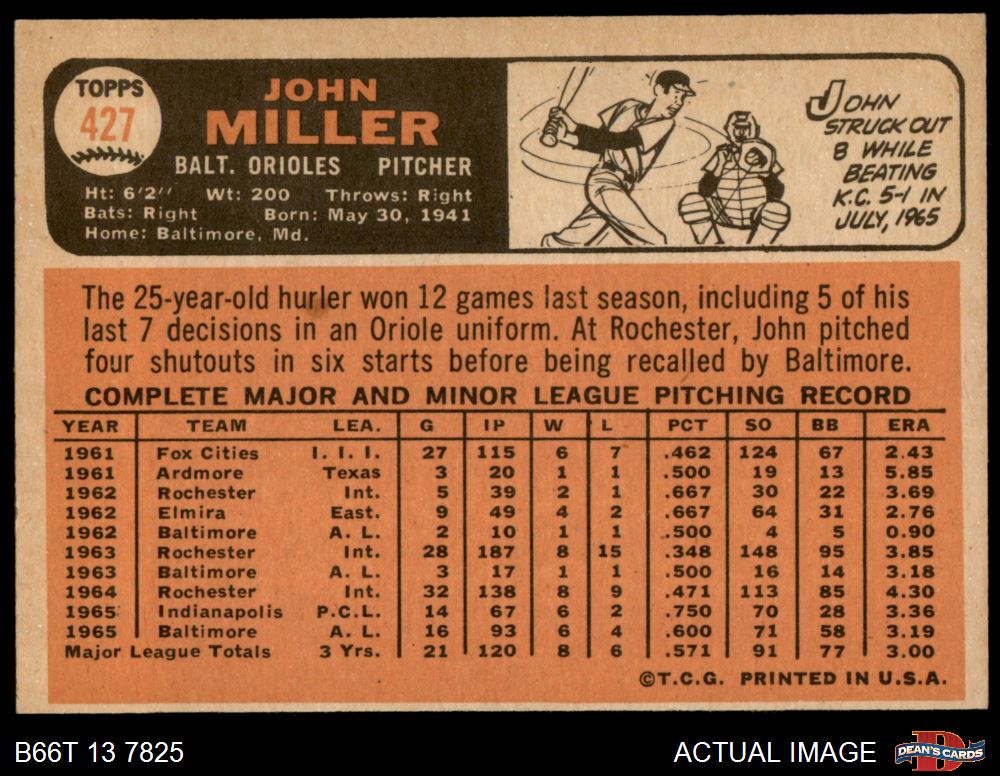 TOPPS
427
JOHN
MILLER
BALT. ORIOLES PITCHER
Ht: 6'2" Wt: 200 Throws: Right
Bats: Right Born: May 30, 1941
Home: Baltimore, Md.
JOHN
STRUCK OUT
8 WHILE
BEATING
K.C. 5-1 IN
JULY, 1965
The 25-year-old hurler won 12 games last season, including 5 of his
last 7 decisions in an Oriole uniform. At Rochester, John pitched
four shutouts in six starts before being recalled by Baltimore.
COMPLETE MAJOR AND MINOR LEAGUE PITCHING RECORD
YEAR TEAM LEA. G IP W L PCT SO BB ERA
1961 Fox Cities I. I. I. 27 115 6 7 .462 124 67 2.43
1961 Ardmore Texas 3 20 1 1 .500 19 13 5.85
1962 Rochester Int. 5 39 2 1 .667 30 22 3.69
1962 Elmira East. 9 49 4 2 .667 64 31 2.76
1962 Baltimore A. L. 2 10 1 1 .500 4 5 0.90
1963 Rochester Int. 28 187 8 15 .348 148 95 3.85
1963 Baltimore A. L. 3 17 1 1 .500 16 14 3.18
1964 Rochester Int. 32 138 8 9 .471 113 85 4.30
1965 Indianapolis P.C.L. 14 67 6 2 .750 70 28 3.36
1965 Baltimore A. L. 16 93 6 4 .600 71 58 3.19
Major League Totals 3 Yrs. 21 120 8 6 .571 91 77 3.00
©T.C.G. PRINTED IN U.S.A.
B66T 13 7825 ACTUAL IMAGE DEAN'S CARDS